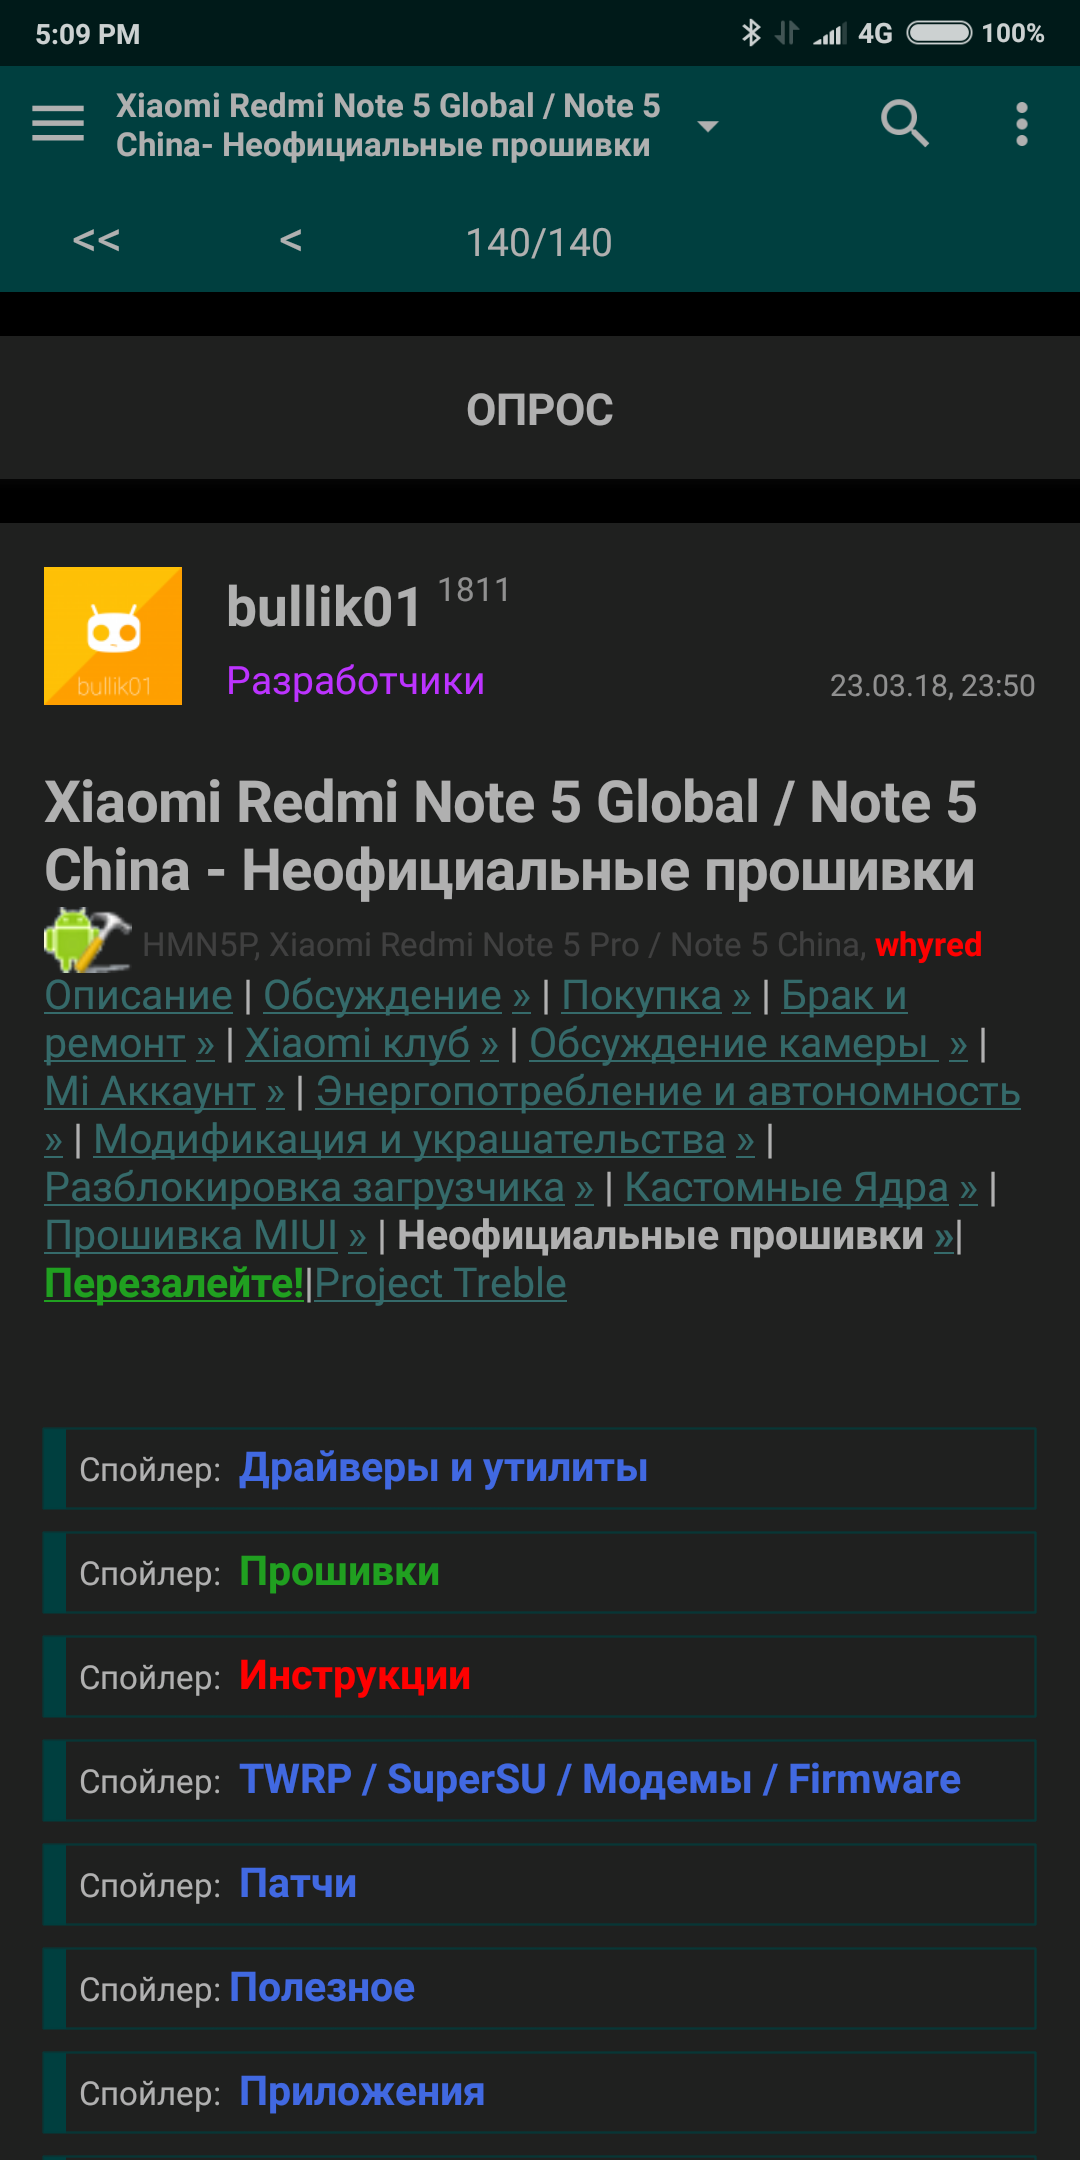 5:09 PM 4G 100%
Xiaomi Redmi Note 5 Global / Note 5
China- Неофициальные прошивки
<< < 140/140
ОПРОС
bullik01 1811
bullik01
Разработчики
23.03.18, 23:50
Xiaomi Redmi Note 5 Global / Note 5
China - Неофициальные прошивки
HMN5P, Xiaomi Redmi Note 5 Pro / Note 5 China, whyred
Описание | Обсуждение » | Покупка » | Брак и
ремонт » | Xiaomi клуб » | Обсуждение камеры » |
Mi Аккаунт » | Энергопотребление и автономность
» | Модификация и украшательства » |
Разблокировка загрузчика » | Кастомные Ядра » |
Прошивка MIUI » | Неофициальные прошивки »|
Перезалейте!|Project Treble
Спойлер: Драйверы и утилиты
Спойлер: Прошивки
Спойлер: Инструкции
Спойлер: TWRP / SuperSU / Модемы / Firmware
Спойлер: Патчи
Спойлер: Полезное
Спойлер: Приложения